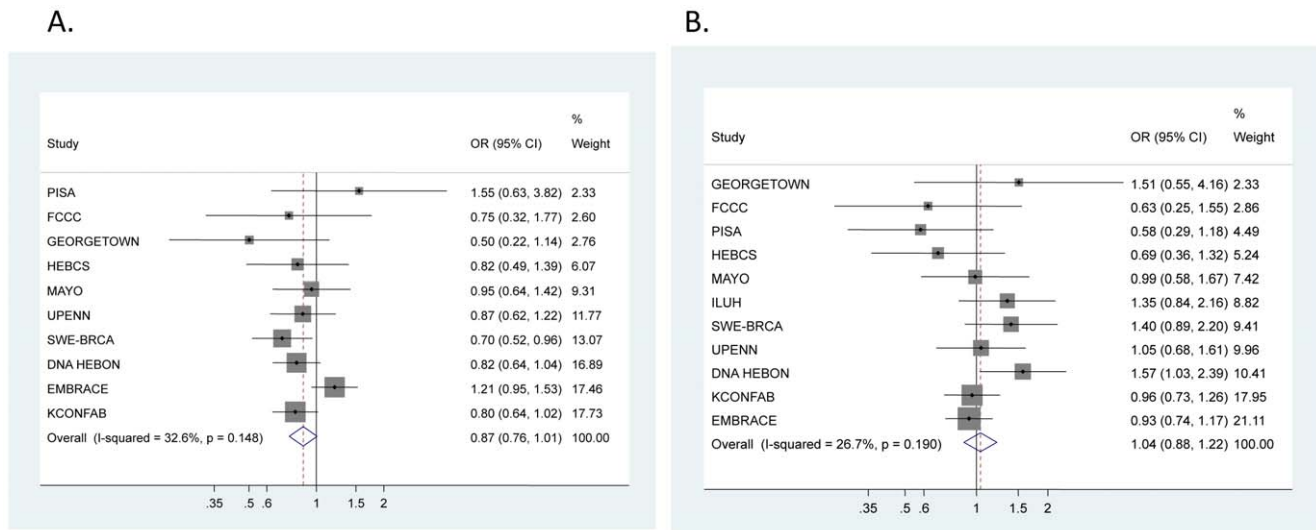 A.
%
Study OR (95% CI) Weight
PISA 1.55 (0.63, 3.82) 2.33
FCCC 0.75 (0.32, 1.77) 2.60
GEORGETOWN 0.50 (0.22, 1.14) 2.76
HEBCS 0.82 (0.49, 1.39) 6.07
MAYO 0.95 (0.64, 1.42) 9.31
UPENN 0.87 (0.62, 1.22) 11.77
SWE-BRCA 0.70 (0.52, 0.96) 13.07
DNA HEBON 0.82 (0.64, 1.04) 16.89
EMBRACE 1.21 (0.95, 1.53) 17.46
KCONFAB 0.80 (0.64, 1.02) 17.73
Overall (I-squared = 32.6%, p = 0.148) 0.87 (0.76, 1.01) 100.00
.35 .5 .6 1 1.5 2
B.
%
Study OR (95% CI) Weight
GEORGETOWN 1.51 (0.55, 4.16) 2.33
FCCC 0.63 (0.25, 1.55) 2.86
PISA 0.58 (0.29, 1.18) 4.49
HEBCS 0.69 (0.36, 1.32) 5.24
MAYO 0.99 (0.58, 1.67) 7.42
ILUH 1.35 (0.84, 2.16) 8.82
SWE-BRCA 1.40 (0.89, 2.20) 9.41
UPENN 1.05 (0.68, 1.61) 9.96
DNA HEBON 1.57 (1.03, 2.39) 10.41
KCONFAB 0.96 (0.73, 1.26) 17.95
EMBRACE 0.93 (0.74, 1.17) 21.11
Overall (I-squared = 26.7%, p = 0.190) 1.04 (0.88, 1.22) 100.00
.35 .5 .6 1 1.5 2